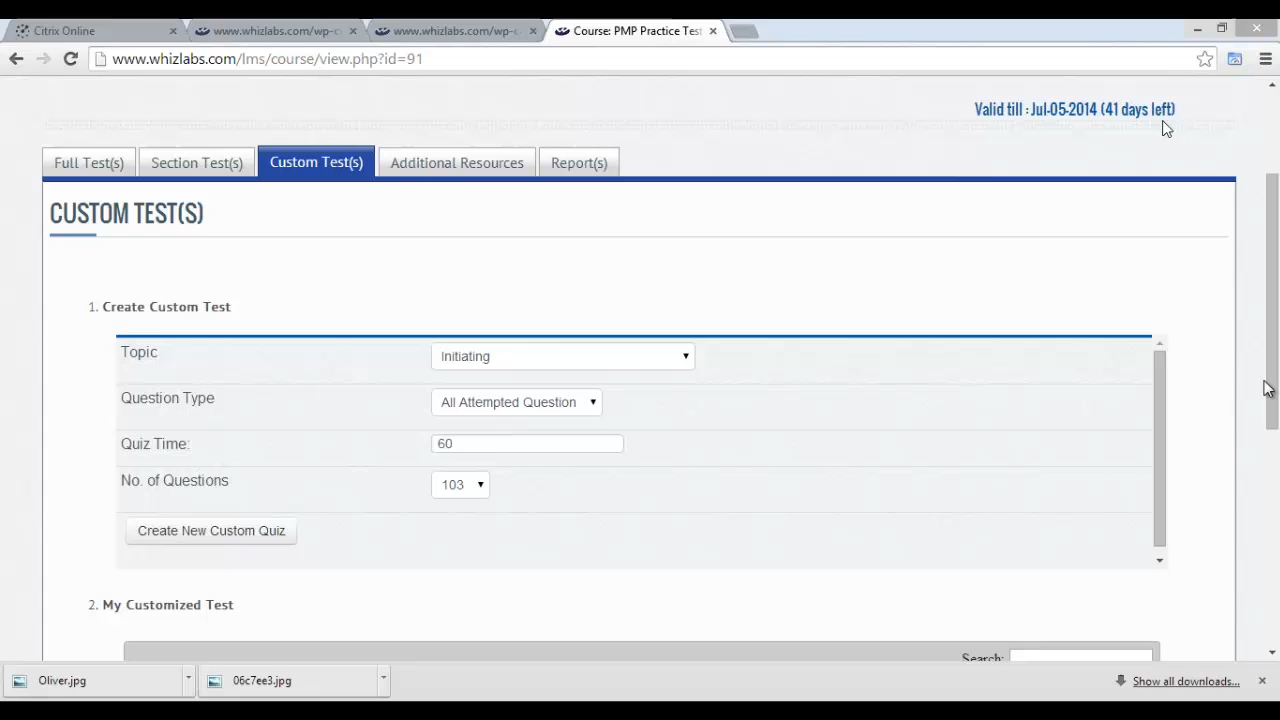 Citrix Online
www.whizlabs.com/wp-c
www.whizlabs.com/wp-c
Course: PMP Practice Tes
www.whizlabs.com/lms/course/view.php?id=91
Valid till : Jul-05-2014 (41 days left)
Full Test(s)
Section Test(s)
Custom Test(s)
Additional Resources
Report(s)
CUSTOM TEST(S)
1. Create Custom Test
Topic
Initiating
Question Type
All Attempted Question
Quiz Time:
60
No. of Questions
103
Create New Custom Quiz
2. My Customized Test
Search:
Oliver.jpg
06c7ee3.jpg
Show all downloads...